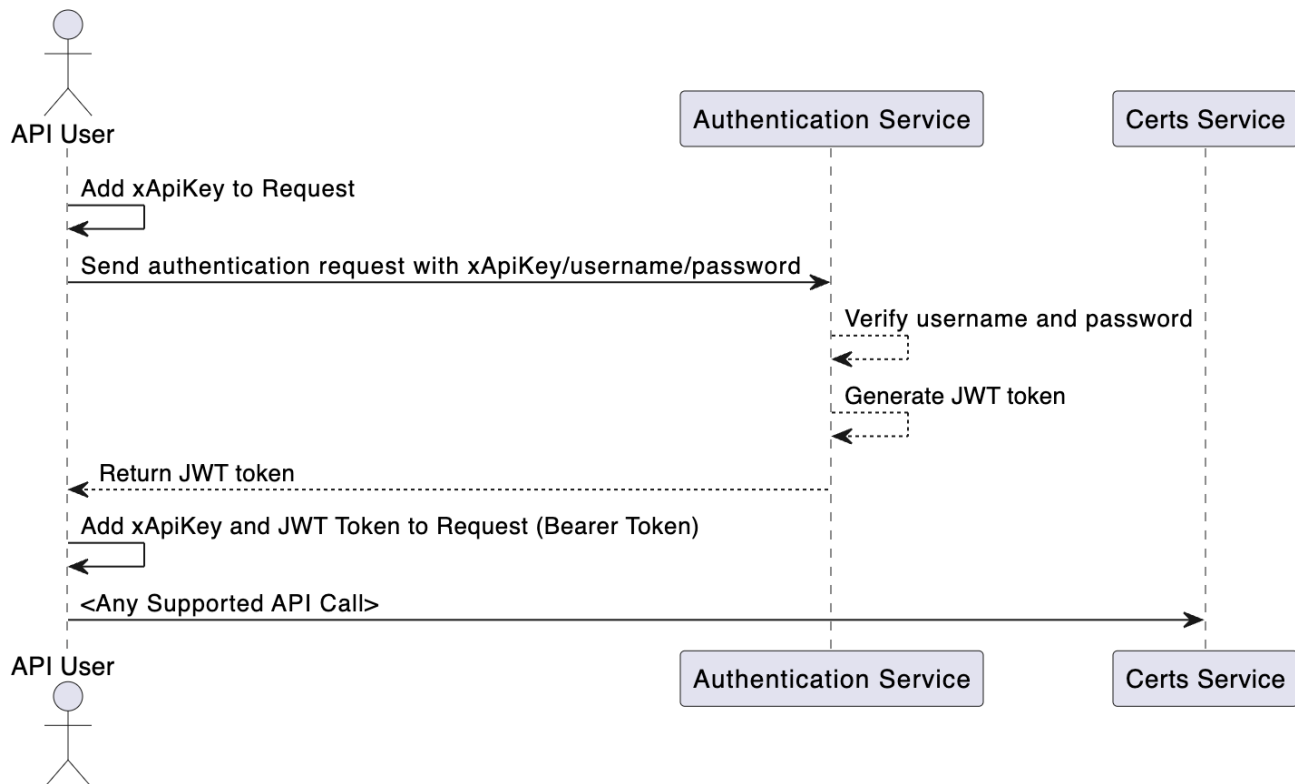 API User
Authentication Service
Certs Service
Add xApiKey to Request
Send authentication request with xApiKey/username/password
Verify username and password
Generate JWT token
Return JWT token
Add xApiKey and JWT Token to Request (Bearer Token)
<Any Supported API Call>
API User
Authentication Service
Certs Service